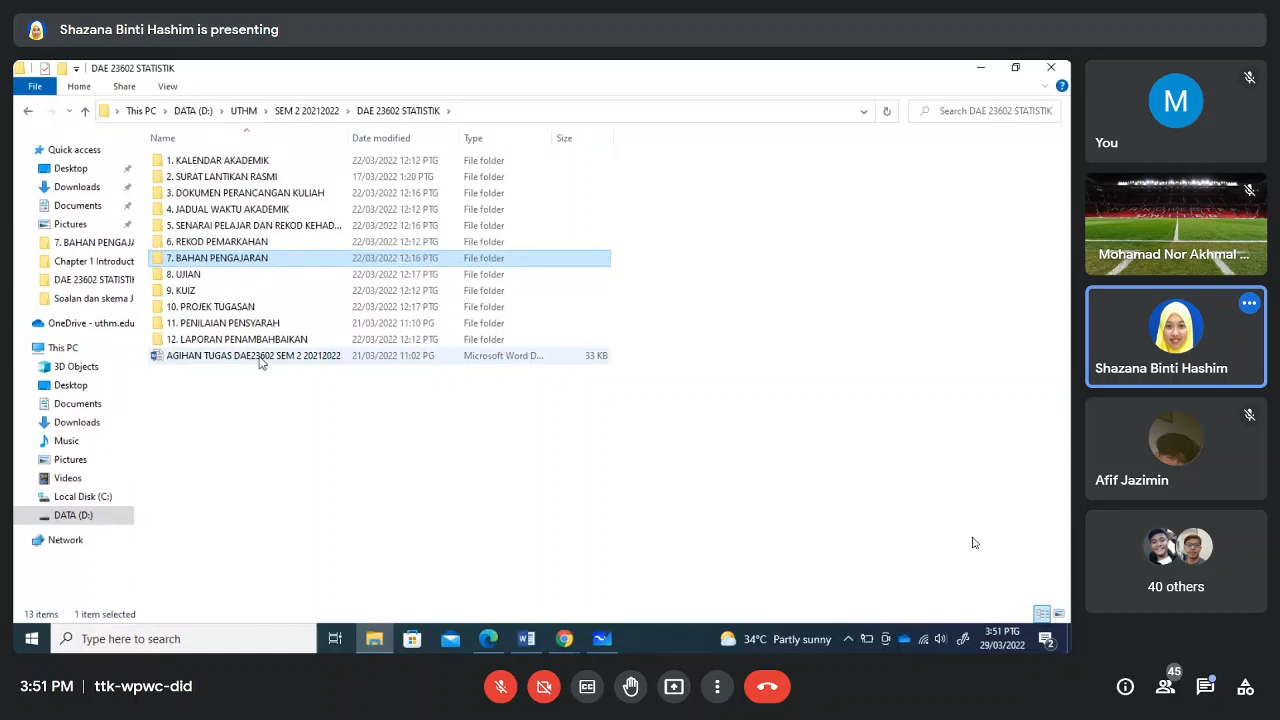 Shazana Binti Hashim is presenting
DAE 23602 STATISTIK
File Home Share View
This PC > DATA (D:) > UTHM > SEM 2 20212022 > DAE 23602 STATISTIK >
Search DAE 23602 STATISTIK
Name Date modified Type Size
Quick access
Desktop
Downloads
Documents
Pictures
7. BAHAN PENGAJA
Chapter 1 Introduct
DAE 23602 STATISTIK
Soalan dan skema J
OneDrive - uthm.edu
This PC
3D Objects
Desktop
Documents
Downloads
Music
Pictures
Videos
Local Disk (C:)
DATA (D:)
Network
1. KALENDAR AKADEMIK 22/03/2022 12:12 PTG File folder
2. SURAT LANTIKAN RASMI 17/03/2022 1:20 PTG File folder
3. DOKUMEN PERANCANGAN KULIAH 22/03/2022 12:16 PTG File folder
4. JADUAL WAKTU AKADEMIK 22/03/2022 12:12 PTG File folder
5. SENARAI PELAJAR DAN REKOD KEHAD... 22/03/2022 12:16 PTG File folder
6. REKOD PEMARKAHAN 22/03/2022 12:12 PTG File folder
7. BAHAN PENGAJARAN 22/03/2022 12:16 PTG File folder
8. UJIAN 22/03/2022 12:17 PTG File folder
9. KUIZ 22/03/2022 12:12 PTG File folder
10. PROJEK TUGASAN 22/03/2022 12:17 PTG File folder
11. PENILAIAN PENSYARAH 21/03/2022 11:10 PG File folder
12. LAPORAN PENAMBAHBAIKAN 22/03/2022 12:12 PTG File folder
AGIHAN TUGAS DAE23602 SEM 2 20212022 21/03/2022 11:02 PG Microsoft Word D... 33 KB
13 items 1 item selected
Type here to search
34°C Partly sunny
3:51 PTG
29/03/2022
2
M
You
Mohamad Nor Akhmal ...
Shazana Binti Hashim
Afif Jazimin
40 others
3:51 PM | ttk-wpwc-did
CC
45